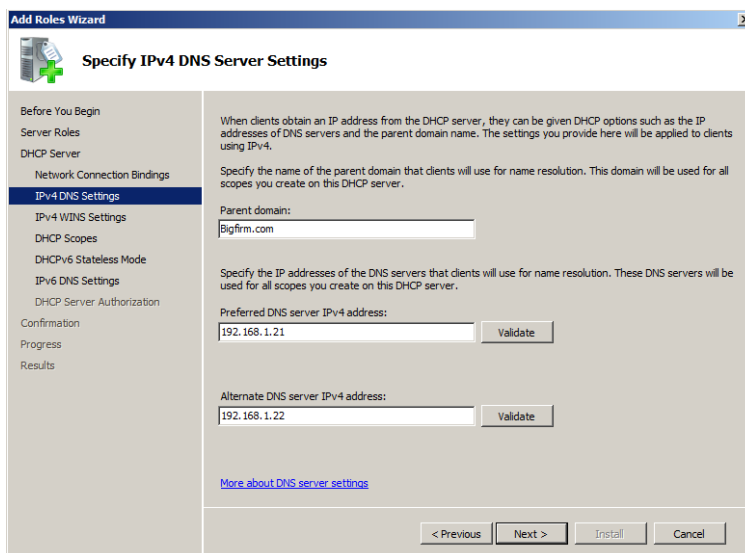 Add Roles Wizard
Specify IPv4 DNS Server Settings
Before You Begin
Server Roles
DHCP Server
Network Connection Bindings
IPv4 DNS Settings
IPv4 WINS Settings
DHCP Scopes
DHCPv6 Stateless Mode
IPv6 DNS Settings
DHCP Server Authorization
Confirmation
Progress
Results
When clients obtain an IP address from the DHCP server, they can be given DHCP options such as the IP
addresses of DNS servers and the parent domain name. The settings you provide here will be applied to clients
using IPv4.
Specify the name of the parent domain that clients will use for name resolution. This domain will be used for all
scopes you create on this DHCP server.
Parent domain:
Bigfirm.com
Specify the IP addresses of the DNS servers that clients will use for name resolution. These DNS servers will be
used for all scopes you create on this DHCP server.
Preferred DNS server IPv4 address:
192.168.1.21
Validate
Alternate DNS server IPv4 address:
192.168.1.22
Validate
More about DNS server settings
< Previous
Next >
Install
Cancel